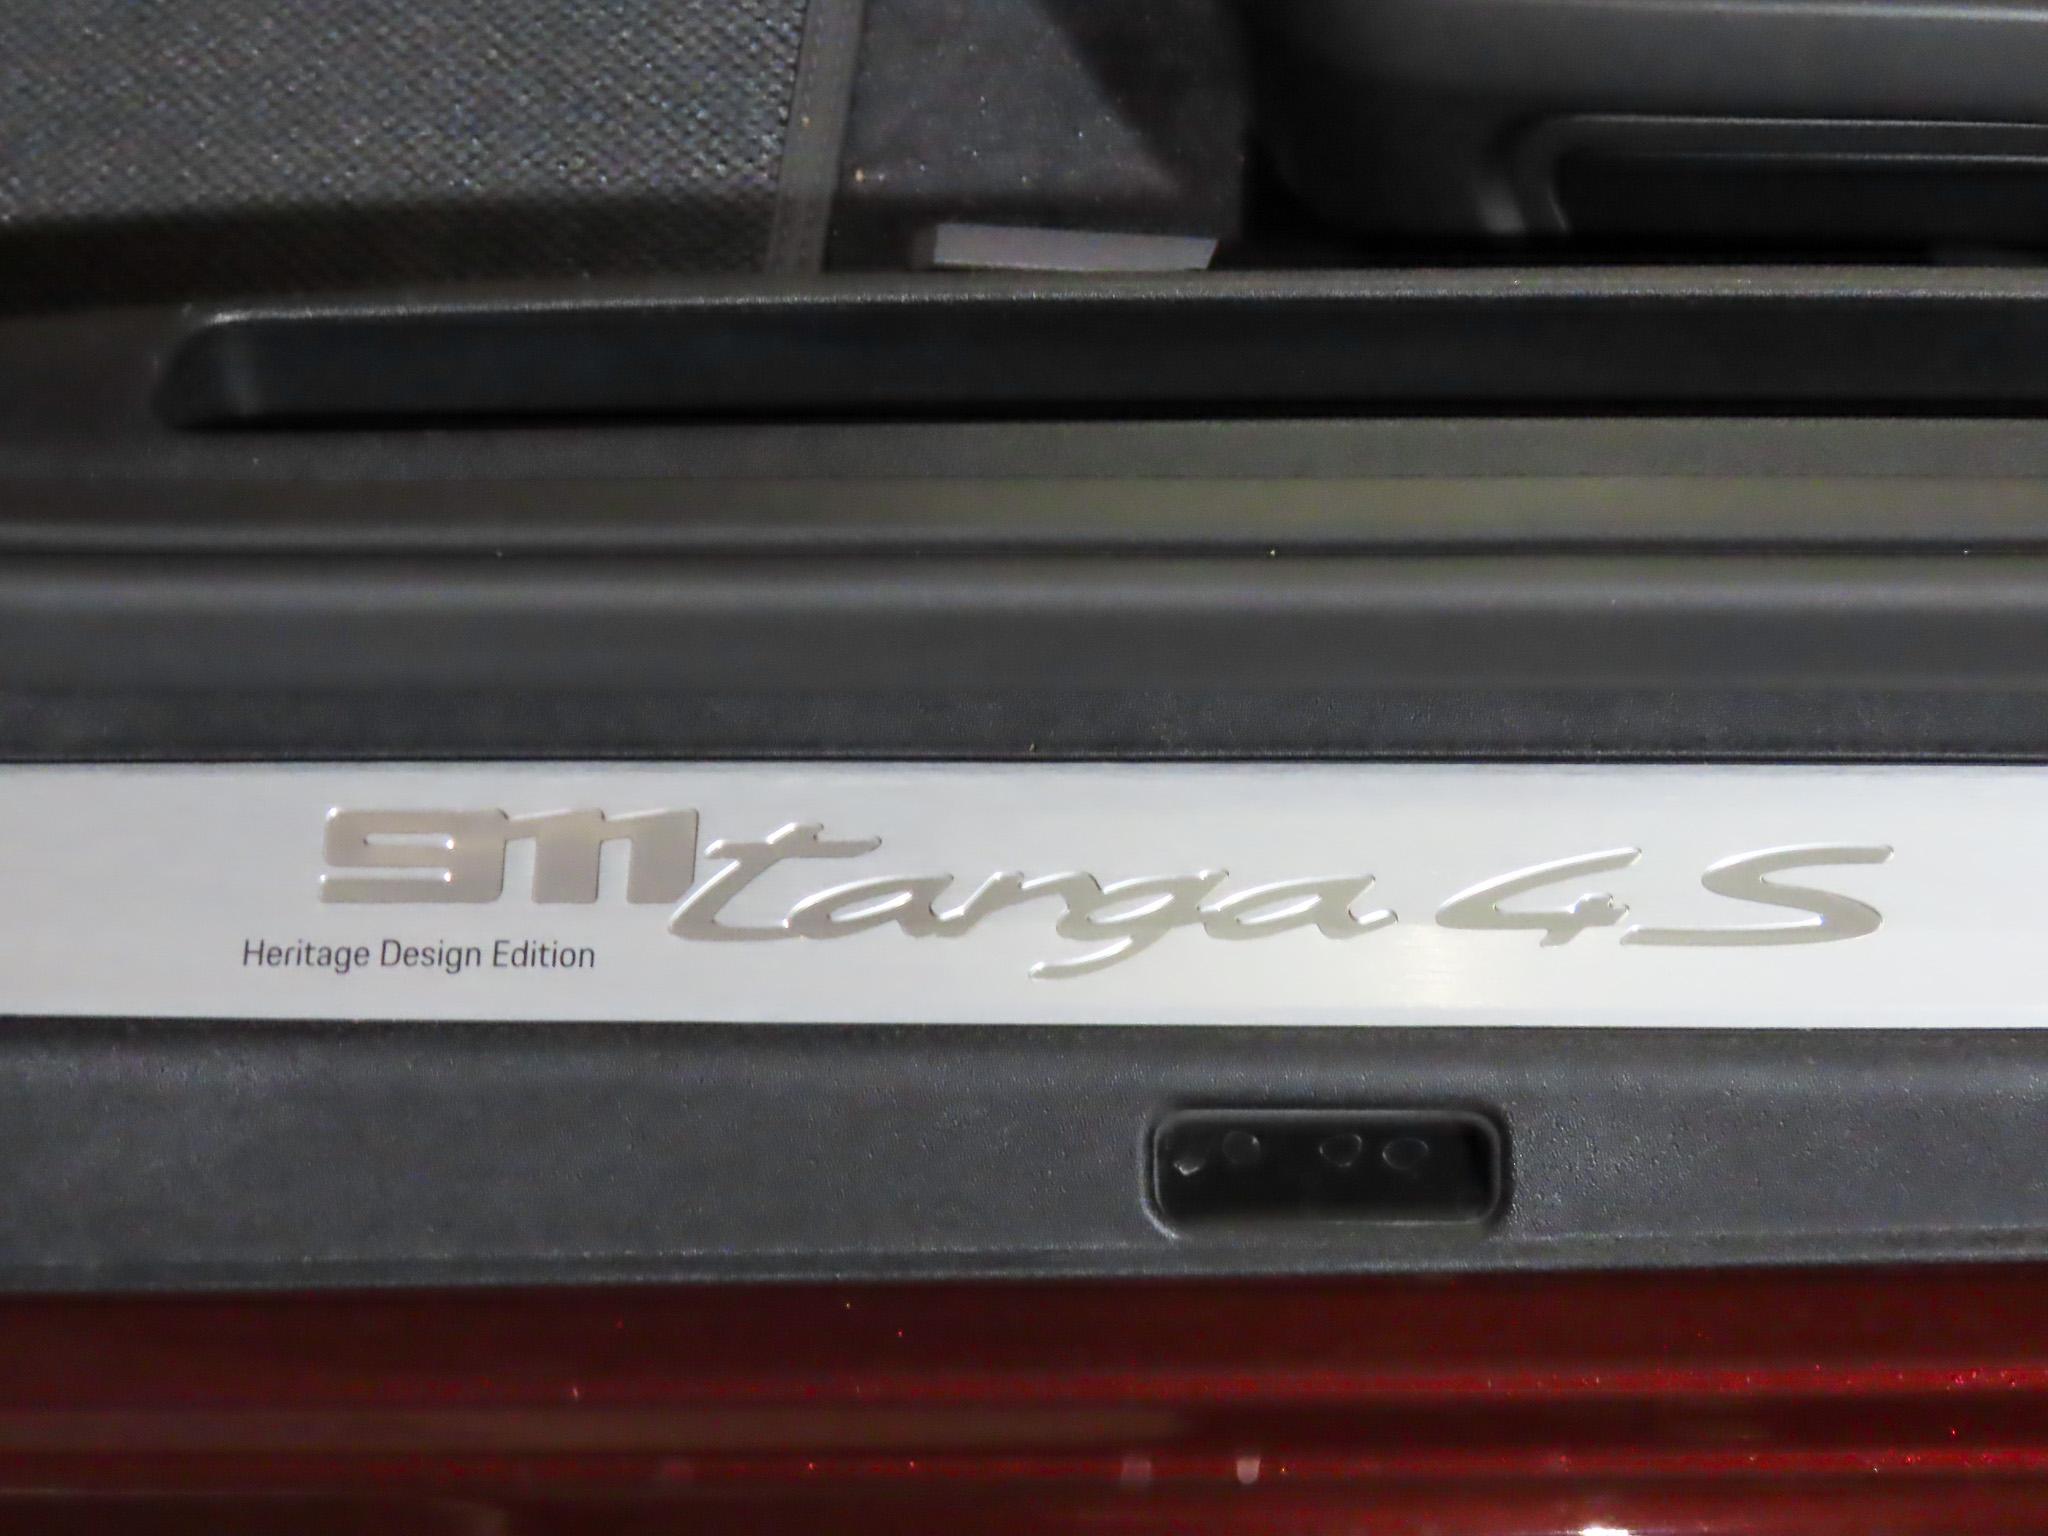 911 targa 4S
Heritage Design Edition